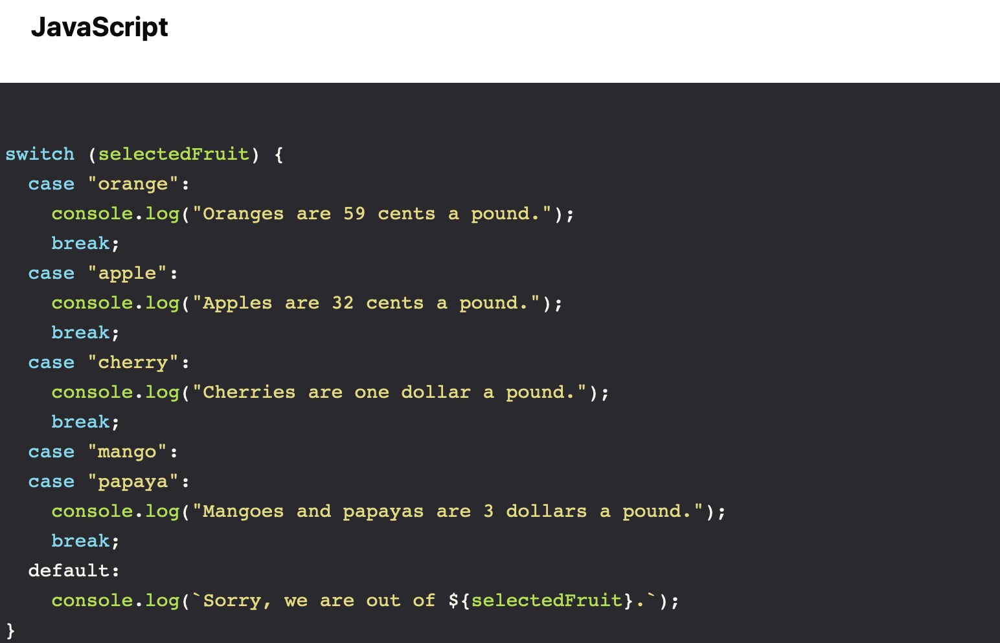 JavaScript
switch (selectedFruit) {
  case "orange":
    console.log("Oranges are 59 cents a pound.");
    break;
  case "apple":
    console.log("Apples are 32 cents a pound.");
    break;
  case "cherry":
    console.log("Cherries are one dollar a pound.");
    break;
  case "mango":
  case "papaya":
    console.log("Mangoes and papayas are 3 dollars a pound.");
    break;
  default:
    console.log(`Sorry, we are out of ${selectedFruit}.`);
}